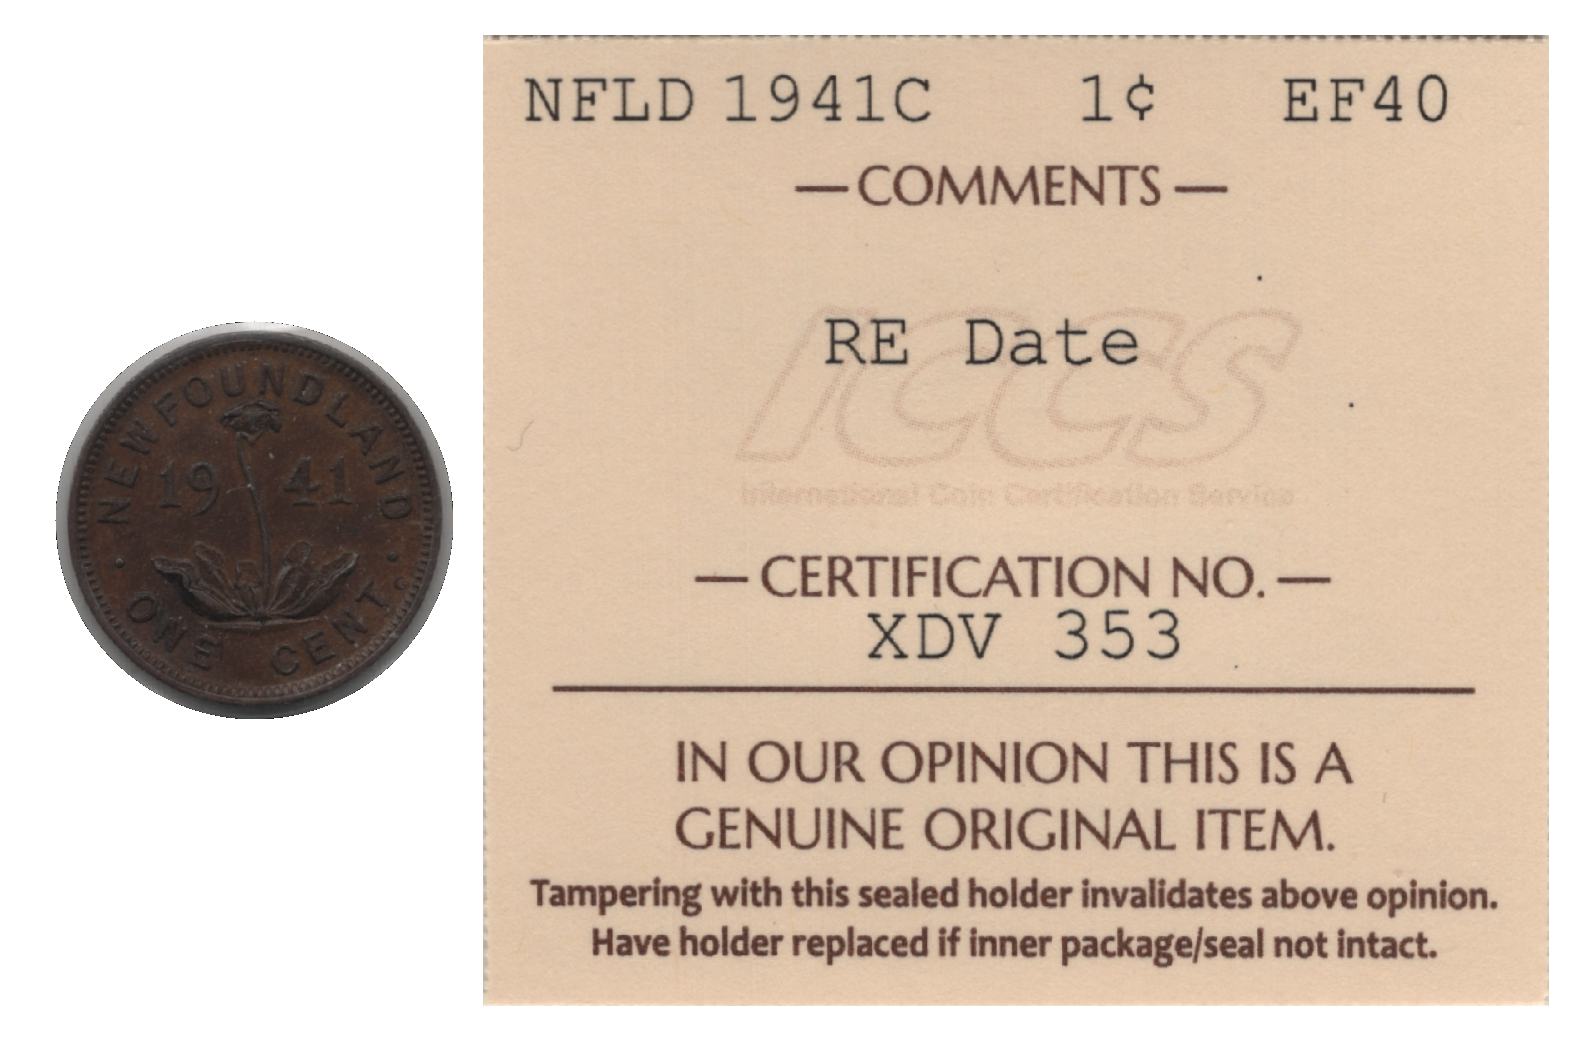 NEWFOUNDLAND
19 41
ONE CENT
NFLD 1941C 1¢ EF40
— COMMENTS —
RE Date
ICCS
International Coin Certification Service
— CERTIFICATION NO. —
XDV 353
IN OUR OPINION THIS IS A
GENUINE ORIGINAL ITEM.
Tampering with this sealed holder invalidates above opinion.
Have holder replaced if inner package/seal not intact.